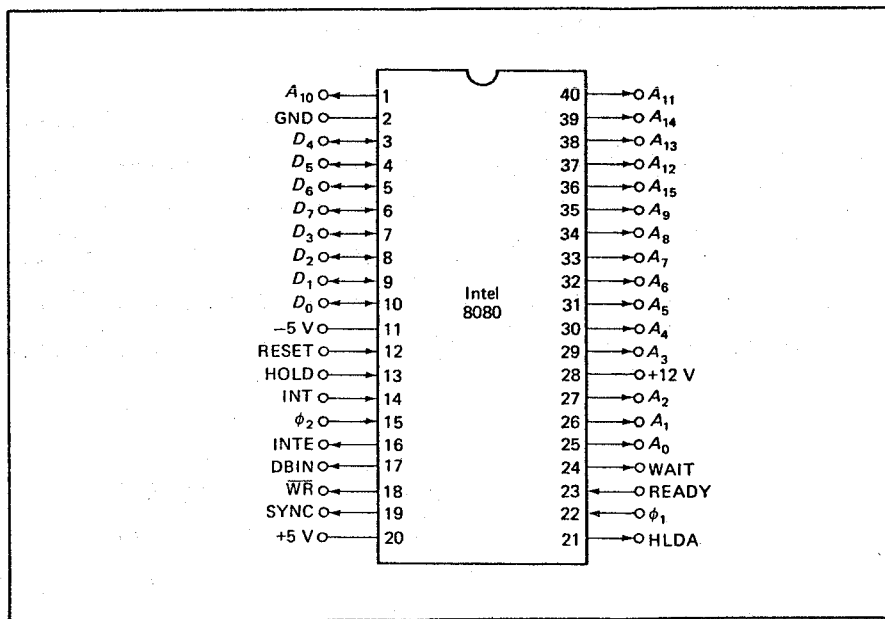 A₁₀ 1 40 A₁₁
GND 2 39 A₁₄
D₄ 3 38 A₁₃
D₅ 4 37 A₁₂
D₆ 5 36 A₁₅
D₇ 6 35 A₉
D₃ 7 34 A₈
D₂ 8 33 A₇
D₁ 9 32 A₆
D₀ 10 31 A₅
Intel
8080
−5 V 11 30 A₄
RESET 12 29 A₃
HOLD 13 28 +12 V
INT 14 27 A₂
ϕ₂ 15 26 A₁
INTE 16 25 A₀
DBIN 17 24 WAIT
W̅R̅ 18 23 READY
SYNC 19 22 ϕ₁
+5 V 20 21 HLDA